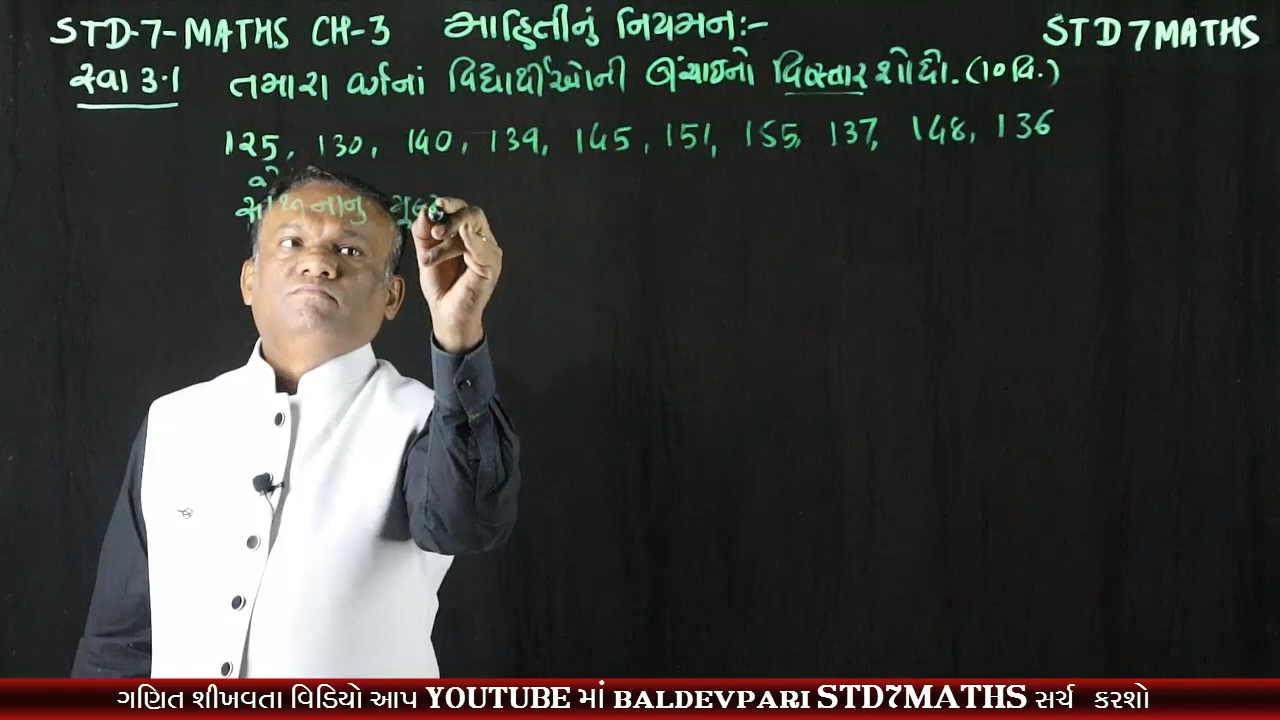 STD-7-MATHS CH-3 માહિતીનું નિયમન:-
STD7MATHS
સ્વા 3.1 તમારા વર્ગનાં વિદ્યાર્થીઓની ઊંચાઇનો વિસ્તાર શોધો. (10 વિ.)
125, 130, 140, 139, 145, 151, 155, 137, 148, 136
ગણિત શીખવતા વિડિયો આપ YOUTUBE માં BALDEVPARI STD7MATHS સર્ચ કરશો